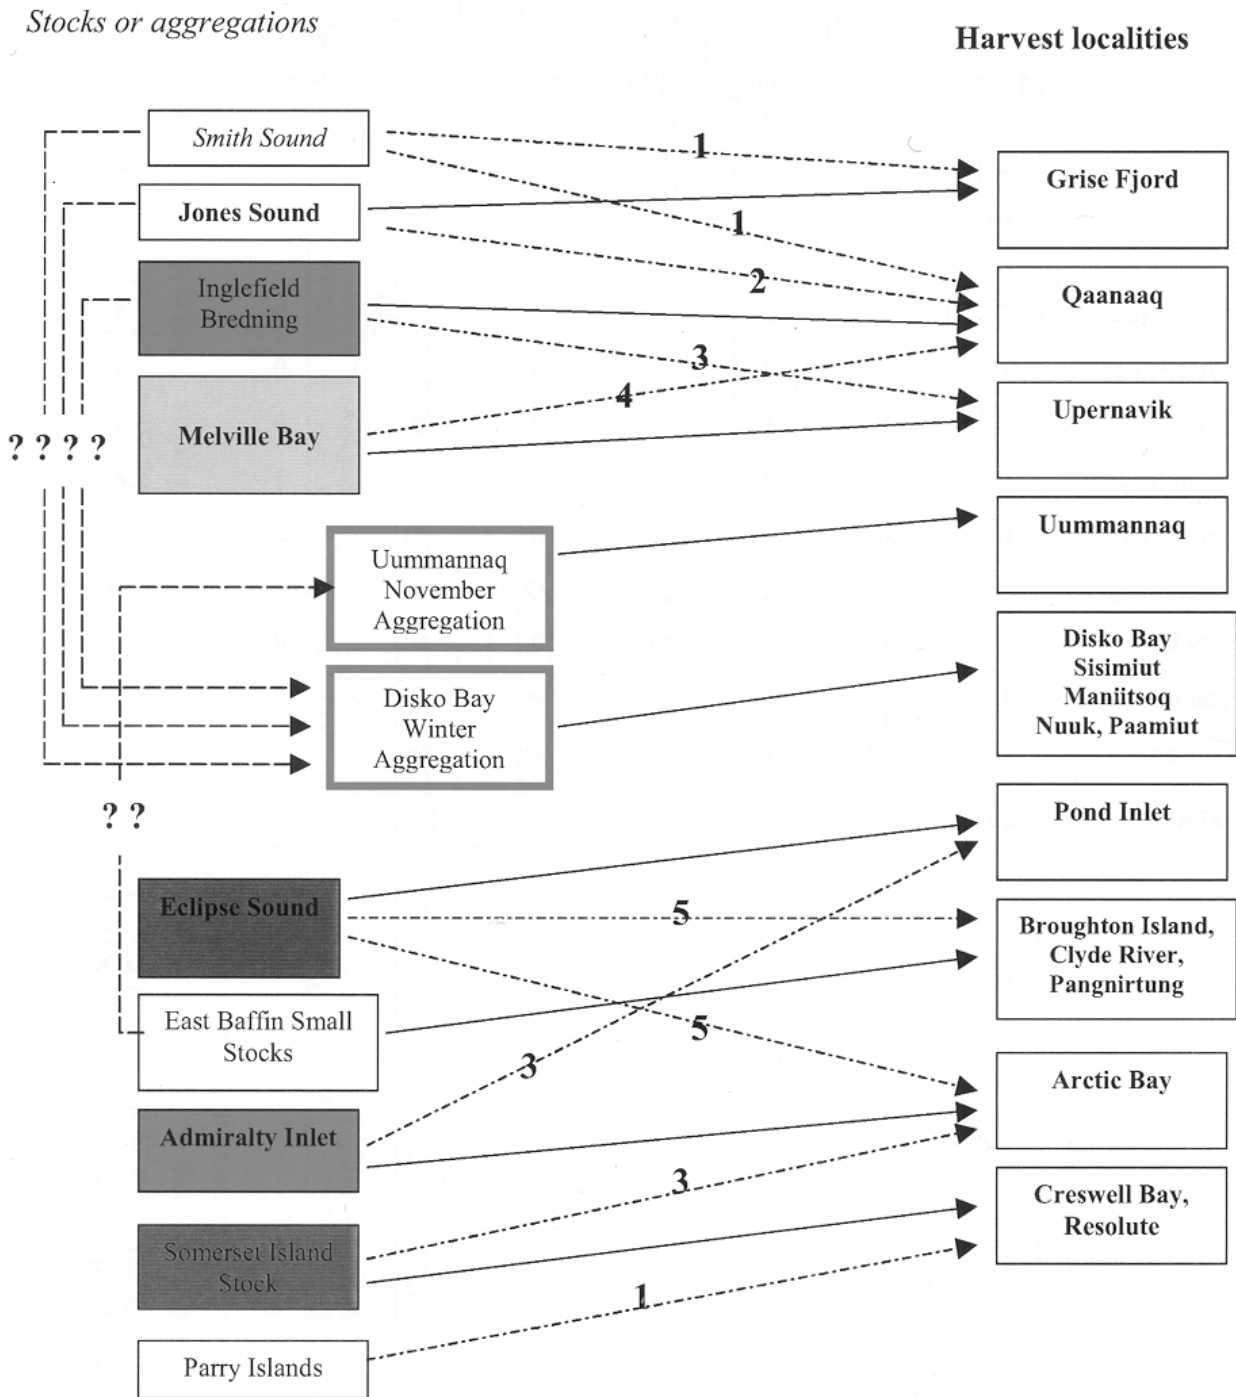 Stocks or aggregations
Harvest localities
Smith Sound
Jones Sound
Inglefield
Bredning
Melville Bay
? ? ? ?
Uummannaq
November
Aggregation
Disko Bay
Winter
Aggregation
? ?
Eclipse Sound
East Baffin Small
Stocks
Admiralty Inlet
Somerset Island
Stock
Parry Islands
1
1
2
3
4
5
5
3
3
1
Grise Fjord
Qaanaaq
Upernavik
Uummannaq
Disko Bay
Sisimiut
Maniitsoq
Nuuk, Paamiut
Pond Inlet
Broughton Island,
Clyde River,
Pangnirtung
Arctic Bay
Creswell Bay,
Resolute